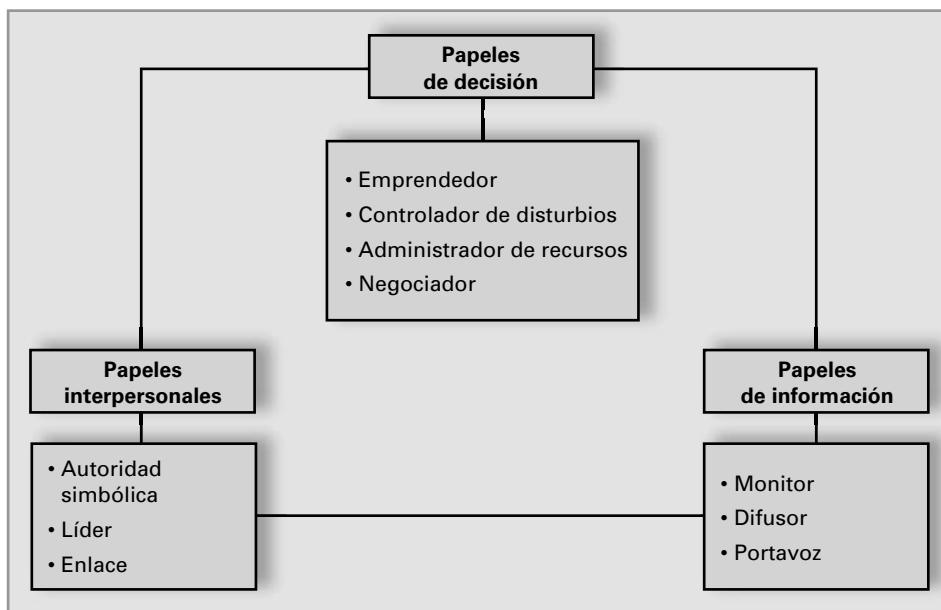 Papeles
de decisión
• Emprendedor
• Controlador de disturbios
• Administrador de recursos
• Negociador
Papeles
interpersonales
• Autoridad
simbólica
• Líder
• Enlace
Papeles
de información
• Monitor
• Difusor
• Portavoz